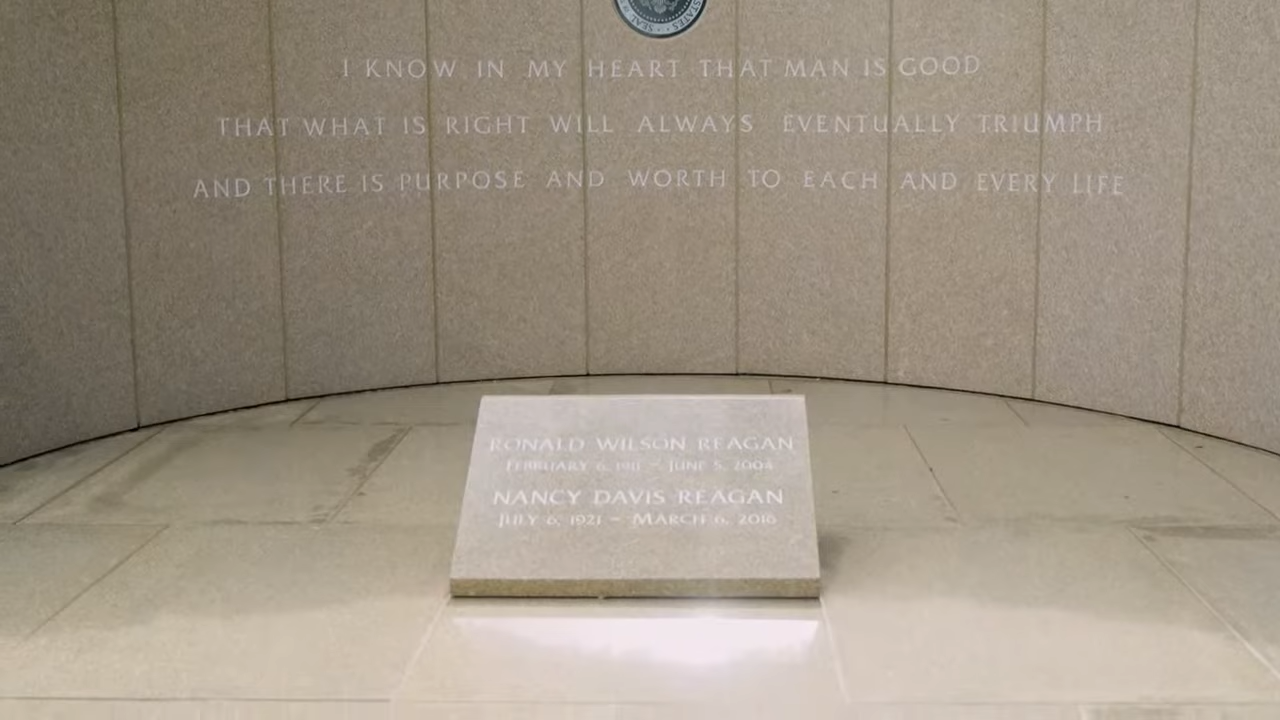 SEAL STATES
I KNOW IN MY HEART THAT MAN IS GOOD
THAT WHAT IS RIGHT WILL ALWAYS EVENTUALLY TRIUMPH
AND THERE IS PURPOSE AND WORTH TO EACH AND EVERY LIFE
RONALD WILSON REAGAN
FEBRUARY 6, 1911 – JUNE 5, 2004
NANCY DAVIS REAGAN
JULY 6, 1921 – MARCH 6, 2016